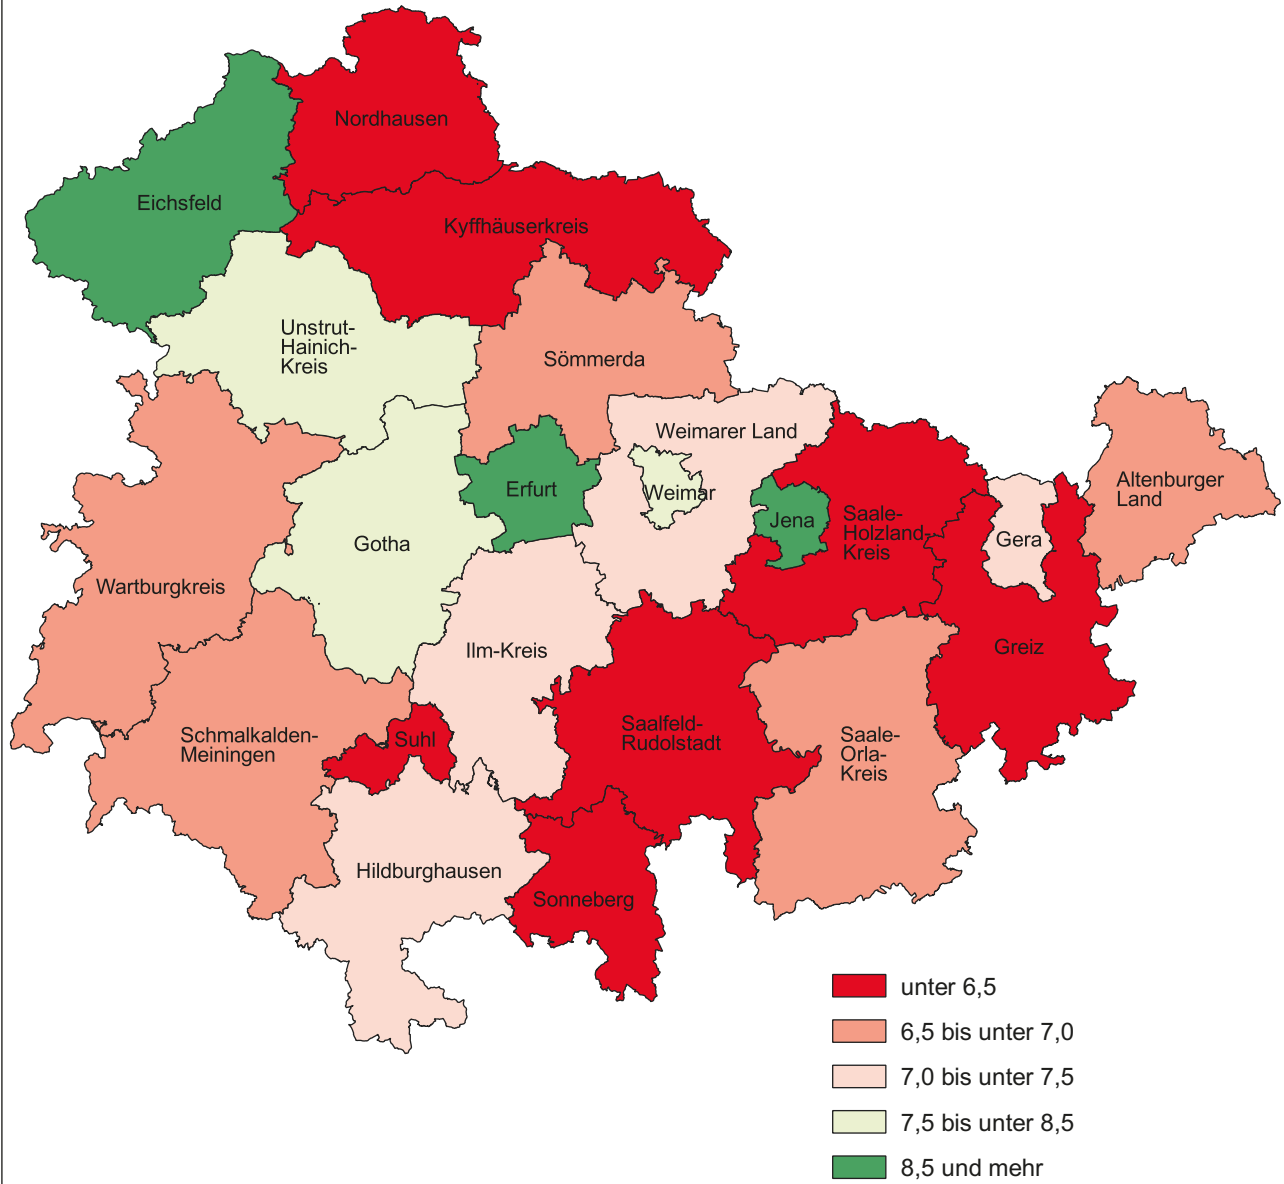 Nordhausen
Eichsfeld
Kyffhäuserkreis
Unstrut-
Hainich-
Kreis
Sömmerda
Weimarer Land
Altenburger
Land
Erfurt
Weimar
Jena
Saale-
Holzland-
Kreis
Gera
Gotha
Wartburgkreis
Ilm-Kreis
Greiz
Schmalkalden-
Meiningen
Suhl
Saalfeld-
Rudolstadt
Saale-
Orla-
Kreis
Hildburghausen
Sonneberg
unter 6,5
6,5 bis unter 7,0
7,0 bis unter 7,5
7,5 bis unter 8,5
8,5 und mehr